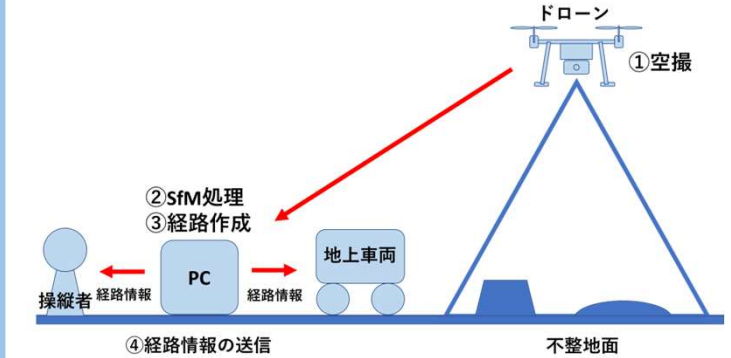 ドローン
①空撮
②SfM処理
③経路作成
地上車両
PC
操縦者
経路情報
経路情報
④経路情報の送信
不整地面